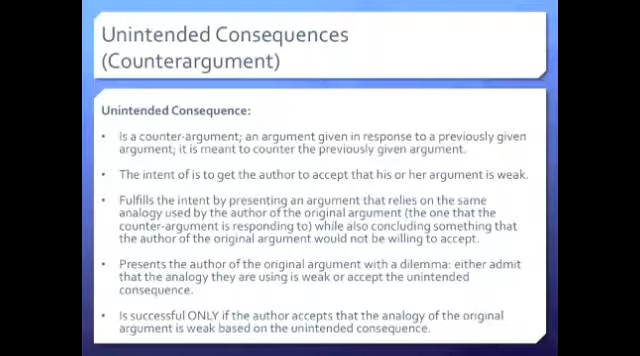 Unintended Consequences
(Counterargument)
Unintended Consequence:
• Is a counter-argument; an argument given in response to a previously given
argument; it is meant to counter the previously given argument.
• The intent of is to get the author to accept that his or her argument is weak.
• Fulfills the intent by presenting an argument that relies on the same
analogy used by the author of the original argument (the one that the
counter-argument is responding to) while also concluding something that
the author of the original argument would not be willing to accept.
• Presents the author of the original argument with a dilemma: either admit
that the analogy they are using is weak or accept the unintended
consequence.
• Is successful ONLY if the author accepts that the analogy of the original
argument is weak based on the unintended consequence.